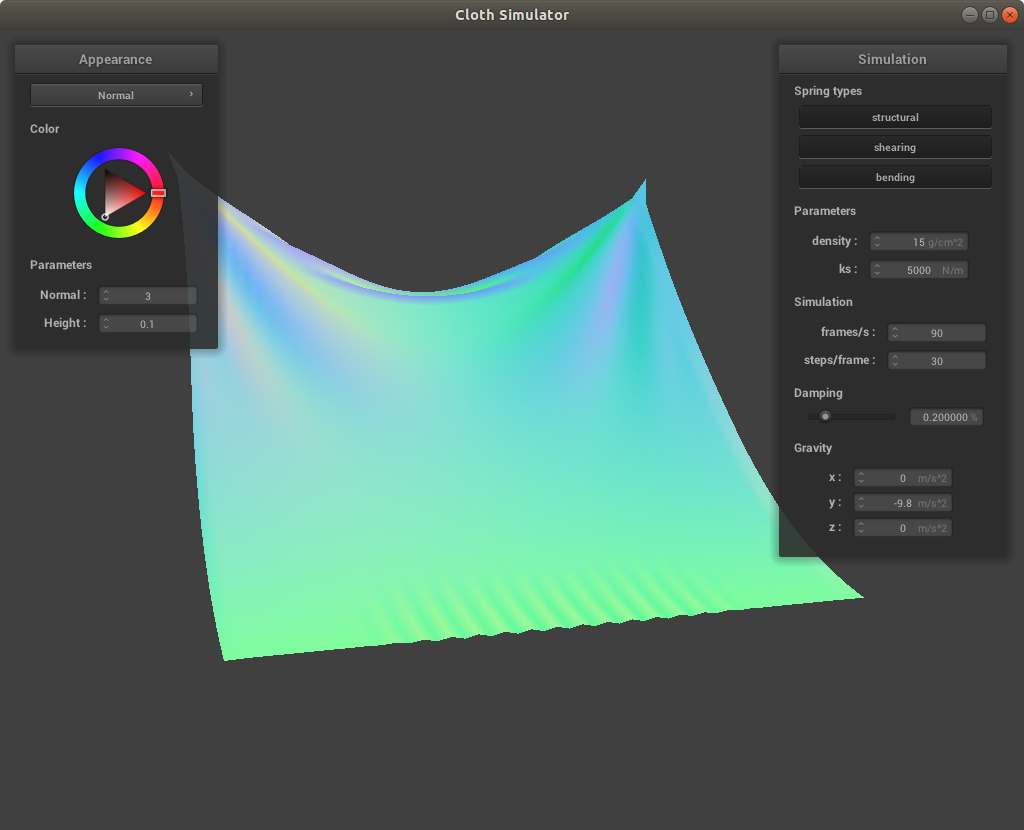 Cloth Simulator
Appearance
Normal
Color
Parameters
Normal : 3
Height : 0.1
Simulation
Spring types
structural
shearing
bending
Parameters
density : 15 g/cm^2
ks : 5000 N/m
Simulation
frames/s : 90
steps/frame : 30
Damping
0.200000 %
Gravity
x : 0 m/s^2
y : -9.8 m/s^2
z : 0 m/s^2